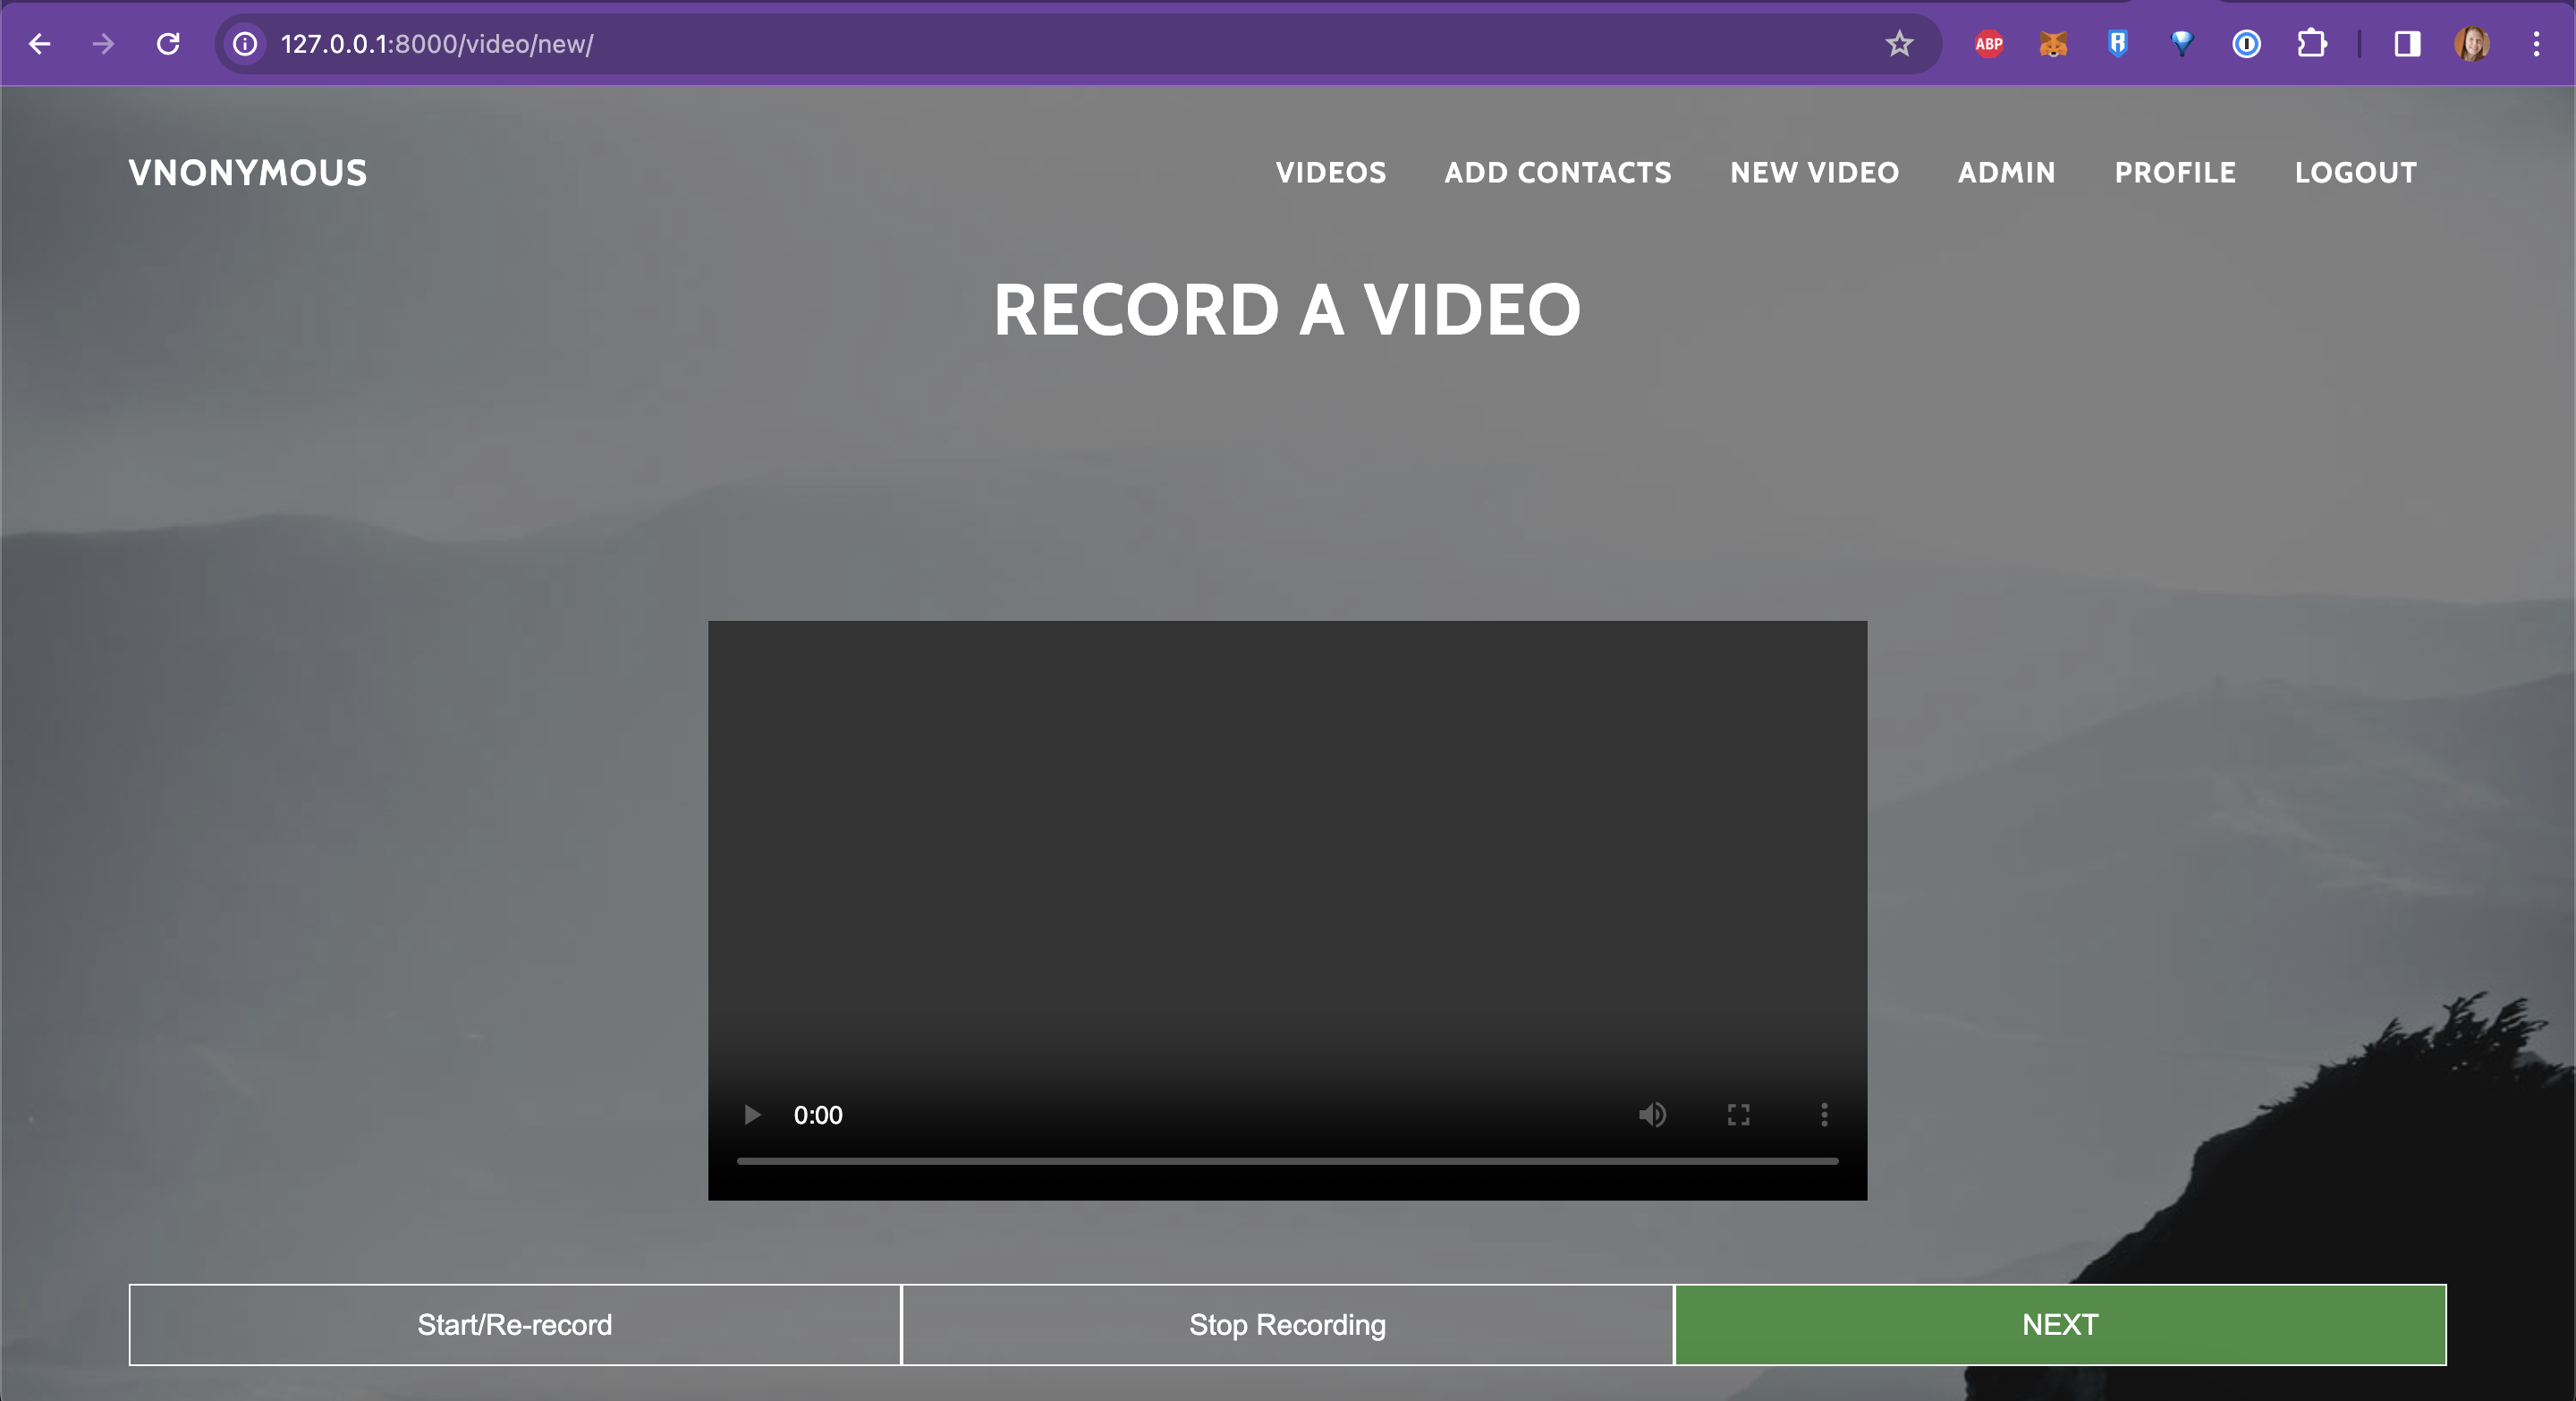 127.0.0.1:8000/video/new/
ABP
VNONYMOUS
VIDEOS ADD CONTACTS NEW VIDEO ADMIN PROFILE LOGOUT
RECORD A VIDEO
0:00
Start/Re-record Stop Recording NEXT